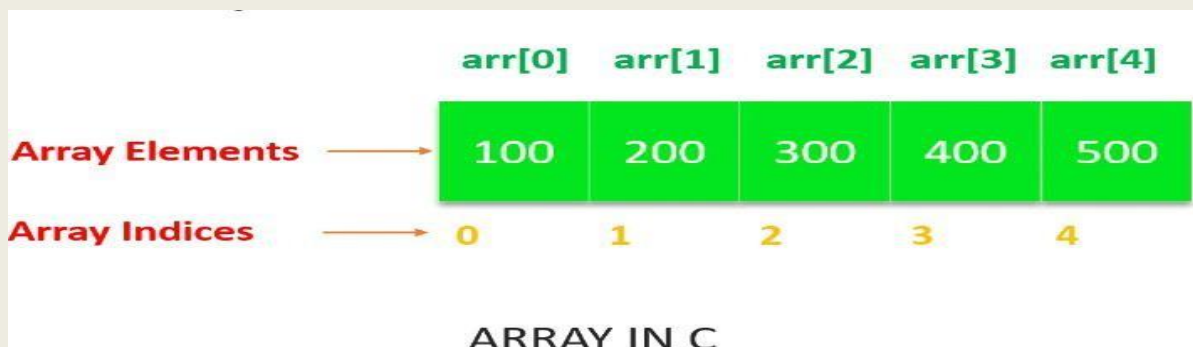 arr[0] arr[1] arr[2] arr[3] arr[4]
Array Elements 100 200 300 400 500
Array Indices 0 1 2 3 4
ARRAY IN C